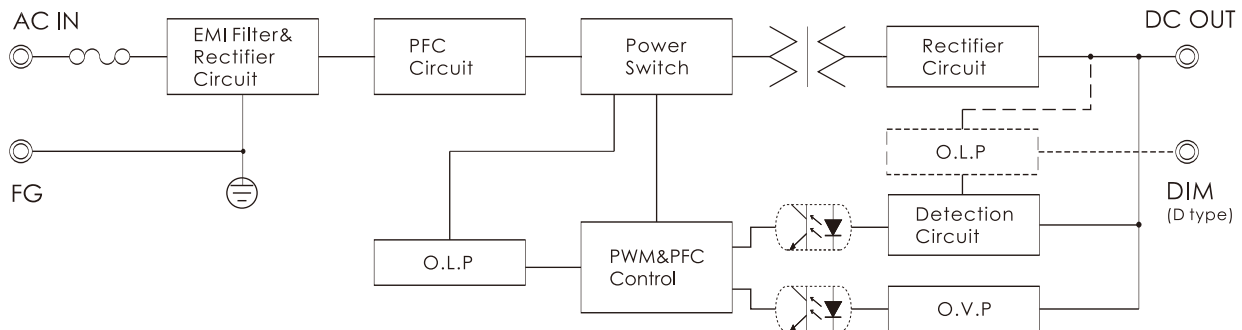 AC IN
DC OUT
EMI Filter&
Rectifier
Circuit
PFC
Circuit
Power
Switch
Rectifier
Circuit
O.L.P
FG
DIM
(D type)
Detection
Circuit
O.L.P
PWM&PFC
Control
O.V.P